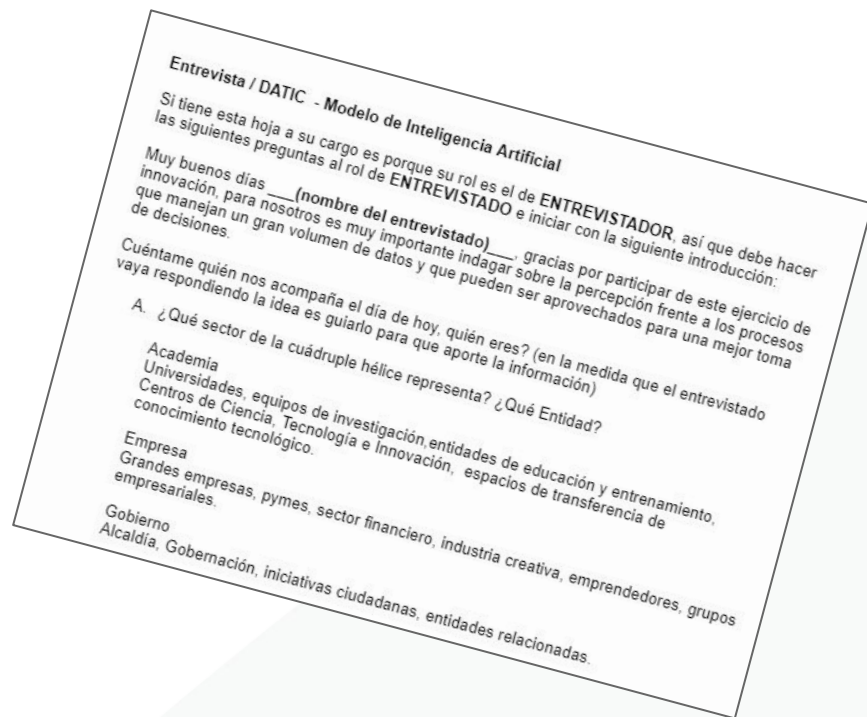 Entrevista / DATIC - Modelo de Inteligencia Artificial
Si tiene esta hoja a su cargo es porque su rol es el de ENTREVISTADOR, así que debe hacer
las siguientes preguntas al rol de ENTREVISTADO e iniciar con la siguiente introducción:
Muy buenos días ___(nombre del entrevistado)___, gracias por participar de este ejercicio de
innovación, para nosotros es muy importante indagar sobre la percepción frente a los procesos
que manejan un gran volumen de datos y que pueden ser aprovechados para una mejor toma
de decisiones.
Cuéntame quién nos acompaña el día de hoy, quién eres? (en la medida que el entrevistado
vaya respondiendo la idea es guiarlo para que aporte la información)
A. ¿Qué sector de la cuádruple hélice representa? ¿Qué Entidad?
Academia
Universidades, equipos de investigación,entidades de educación y entrenamiento,
Centros de Ciencia, Tecnología e Innovación, espacios de transferencia de
conocimiento tecnológico.
Empresa
Grandes empresas, pymes, sector financiero, industria creativa, emprendedores, grupos
empresariales.
Gobierno
Alcaldía, Gobernación, iniciativas ciudadanas, entidades relacionadas.